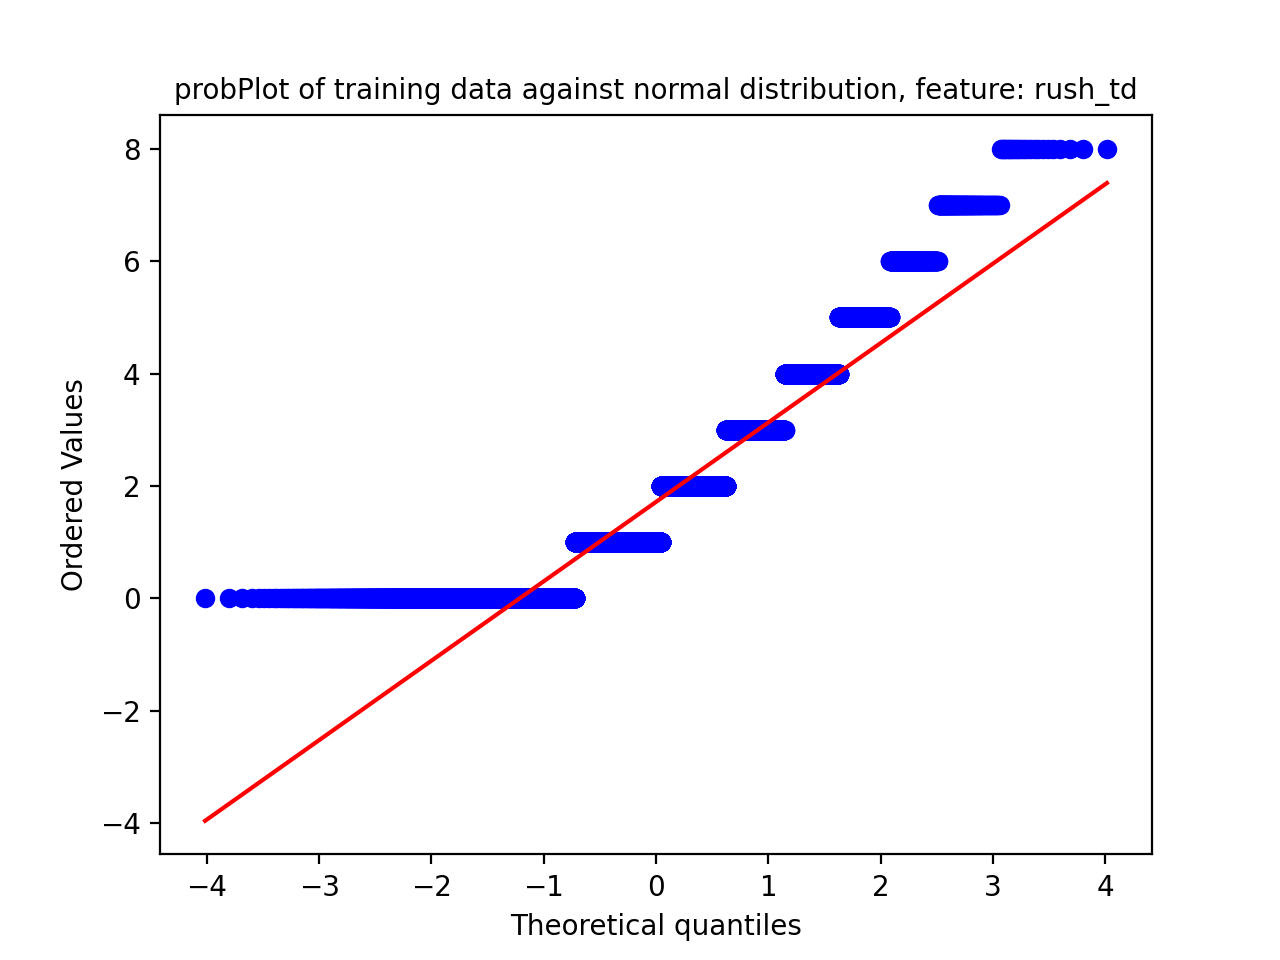 probPlot of training data against normal distribution, feature: rush_td
8
6
4
2
0
−2
−4
Ordered Values
−4 −3 −2 −1 0 1 2 3 4
Theoretical quantiles